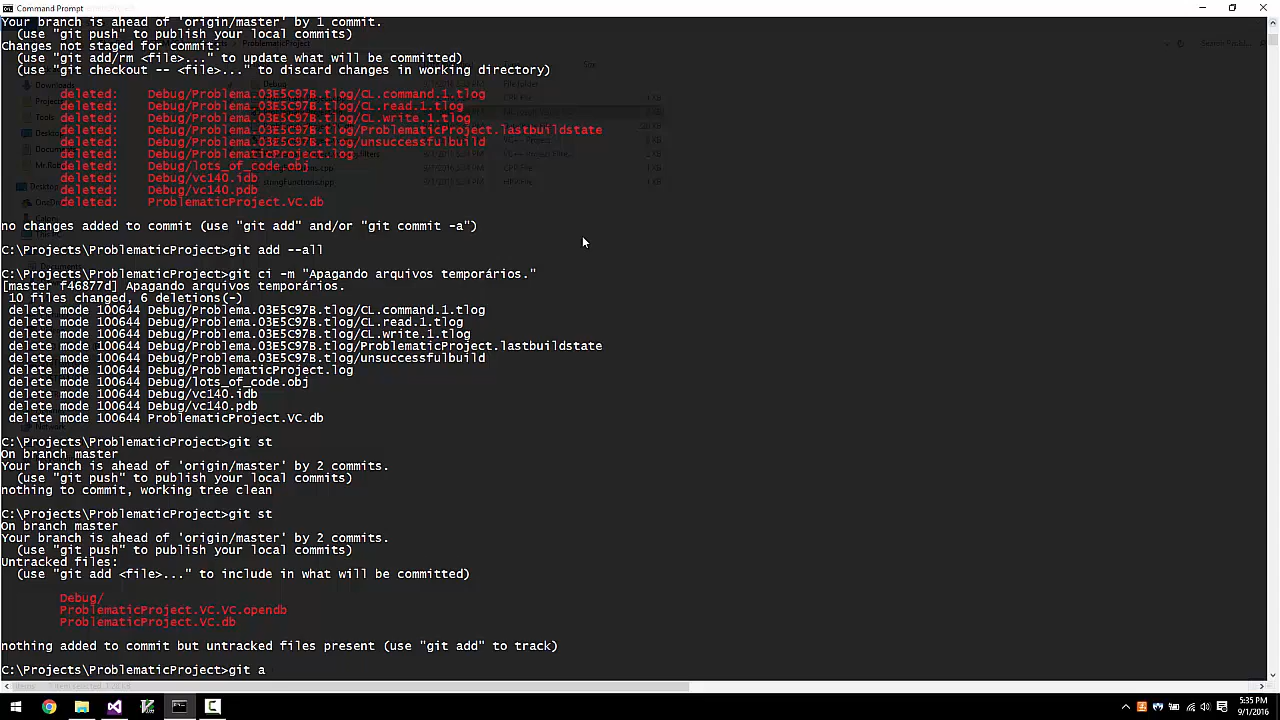 Command Prompt
Your branch is ahead of 'origin/master' by 1 commit.
  (use "git push" to publish your local commits)
Changes not staged for commit:
  (use "git add/rm <file>..." to update what will be committed)
  (use "git checkout -- <file>..." to discard changes in working directory)
deleted:    Debug/Problema.03E5C97B.tlog/CL.command.1.tlog
deleted:    Debug/Problema.03E5C97B.tlog/CL.read.1.tlog
deleted:    Debug/Problema.03E5C97B.tlog/CL.write.1.tlog
deleted:    Debug/Problema.03E5C97B.tlog/ProblematicProject.lastbuildstate
deleted:    Debug/Problema.03E5C97B.tlog/unsuccessfulbuild
deleted:    Debug/ProblematicProject.log
deleted:    Debug/lots_of_code.obj
deleted:    Debug/vc140.idb
deleted:    Debug/vc140.pdb
deleted:    ProblematicProject.VC.db
no changes added to commit (use "git add" and/or "git commit -a")
C:\Projects\ProblematicProject>git add --all
C:\Projects\ProblematicProject>git ci -m "Apagando arquivos temporários."
[master f46877d] Apagando arquivos temporários.
 10 files changed, 6 deletions(-)
 delete mode 100644 Debug/Problema.03E5C97B.tlog/CL.command.1.tlog
 delete mode 100644 Debug/Problema.03E5C97B.tlog/CL.read.1.tlog
 delete mode 100644 Debug/Problema.03E5C97B.tlog/CL.write.1.tlog
 delete mode 100644 Debug/Problema.03E5C97B.tlog/ProblematicProject.lastbuildstate
 delete mode 100644 Debug/Problema.03E5C97B.tlog/unsuccessfulbuild
 delete mode 100644 Debug/ProblematicProject.log
 delete mode 100644 Debug/lots_of_code.obj
 delete mode 100644 Debug/vc140.idb
 delete mode 100644 Debug/vc140.pdb
 delete mode 100644 ProblematicProject.VC.db
C:\Projects\ProblematicProject>git st
On branch master
Your branch is ahead of 'origin/master' by 2 commits.
  (use "git push" to publish your local commits)
nothing to commit, working tree clean
C:\Projects\ProblematicProject>git st
On branch master
Your branch is ahead of 'origin/master' by 2 commits.
  (use "git push" to publish your local commits)
Untracked files:
  (use "git add <file>..." to include in what will be committed)
Debug/
ProblematicProject.VC.VC.opendb
ProblematicProject.VC.db
nothing added to commit but untracked files present (use "git add" to track)
C:\Projects\ProblematicProject>git a
5:35 PM
9/1/2016